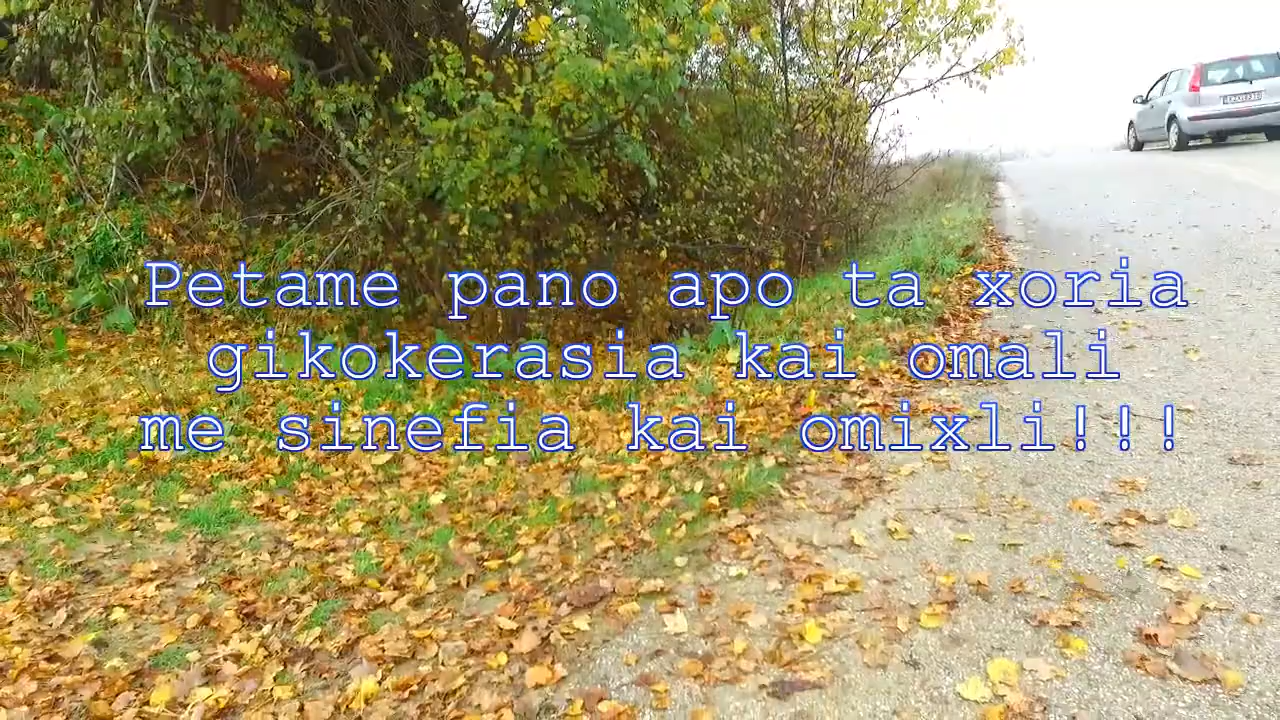 Petame pano apo ta xoria
gikokerasia kai omali
me sinefia kai omixli!!!